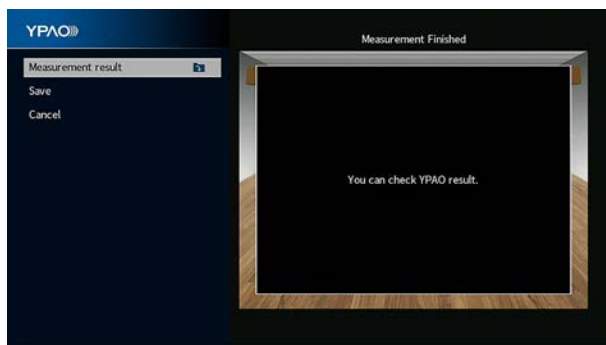 YPAO
Measurement Finished
Measurement result
Save
Cancel
You can check YPAO result.